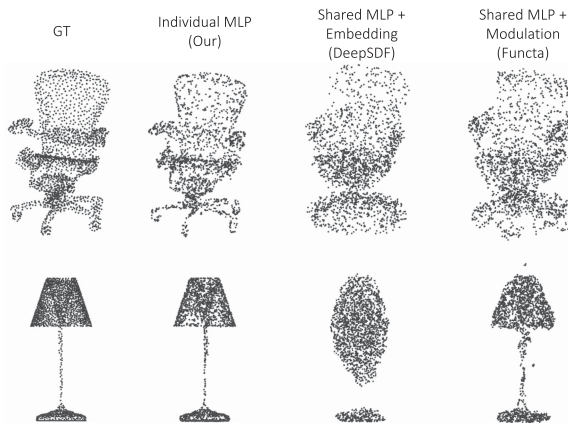 GT
Individual MLP
(Our)
Shared MLP +
Embedding
(DeepSDF)
Shared MLP +
Modulation
(Functa)